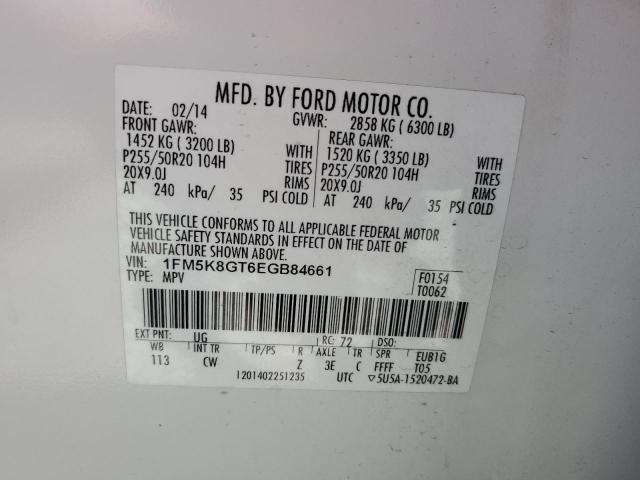 MFD. BY FORD MOTOR CO.
DATE: 02/14 GVWR: 2858 KG ( 6300 LB)
FRONT GAWR: REAR GAWR:
1452 KG ( 3200 LB) WITH 1520 KG ( 3350 LB) WITH
P255/50R20 104H TIRES P255/50R20 104H TIRES
20X9.0J RIMS 20X9.0J RIMS
AT 240 kPa/ 35 PSI COLD AT 240 kPa/ 35 PSI COLD
THIS VEHICLE CONFORMS TO ALL APPLICABLE FEDERAL MOTOR
VEHICLE SAFETY STANDARDS IN EFFECT ON THE DATE OF
MANUFACTURE SHOWN ABOVE.
VIN: 1FM5K8GT6EGB84661 F0154
TYPE: MPV T0062
EXT PNT: UG RC: 72 DSO:
WB INT TR TP/PS R AXLE TR SPR EUB1G
113 CW Z 3E C FFFF T05
1201402251235 UTC ▽5U5A-1520472-BA